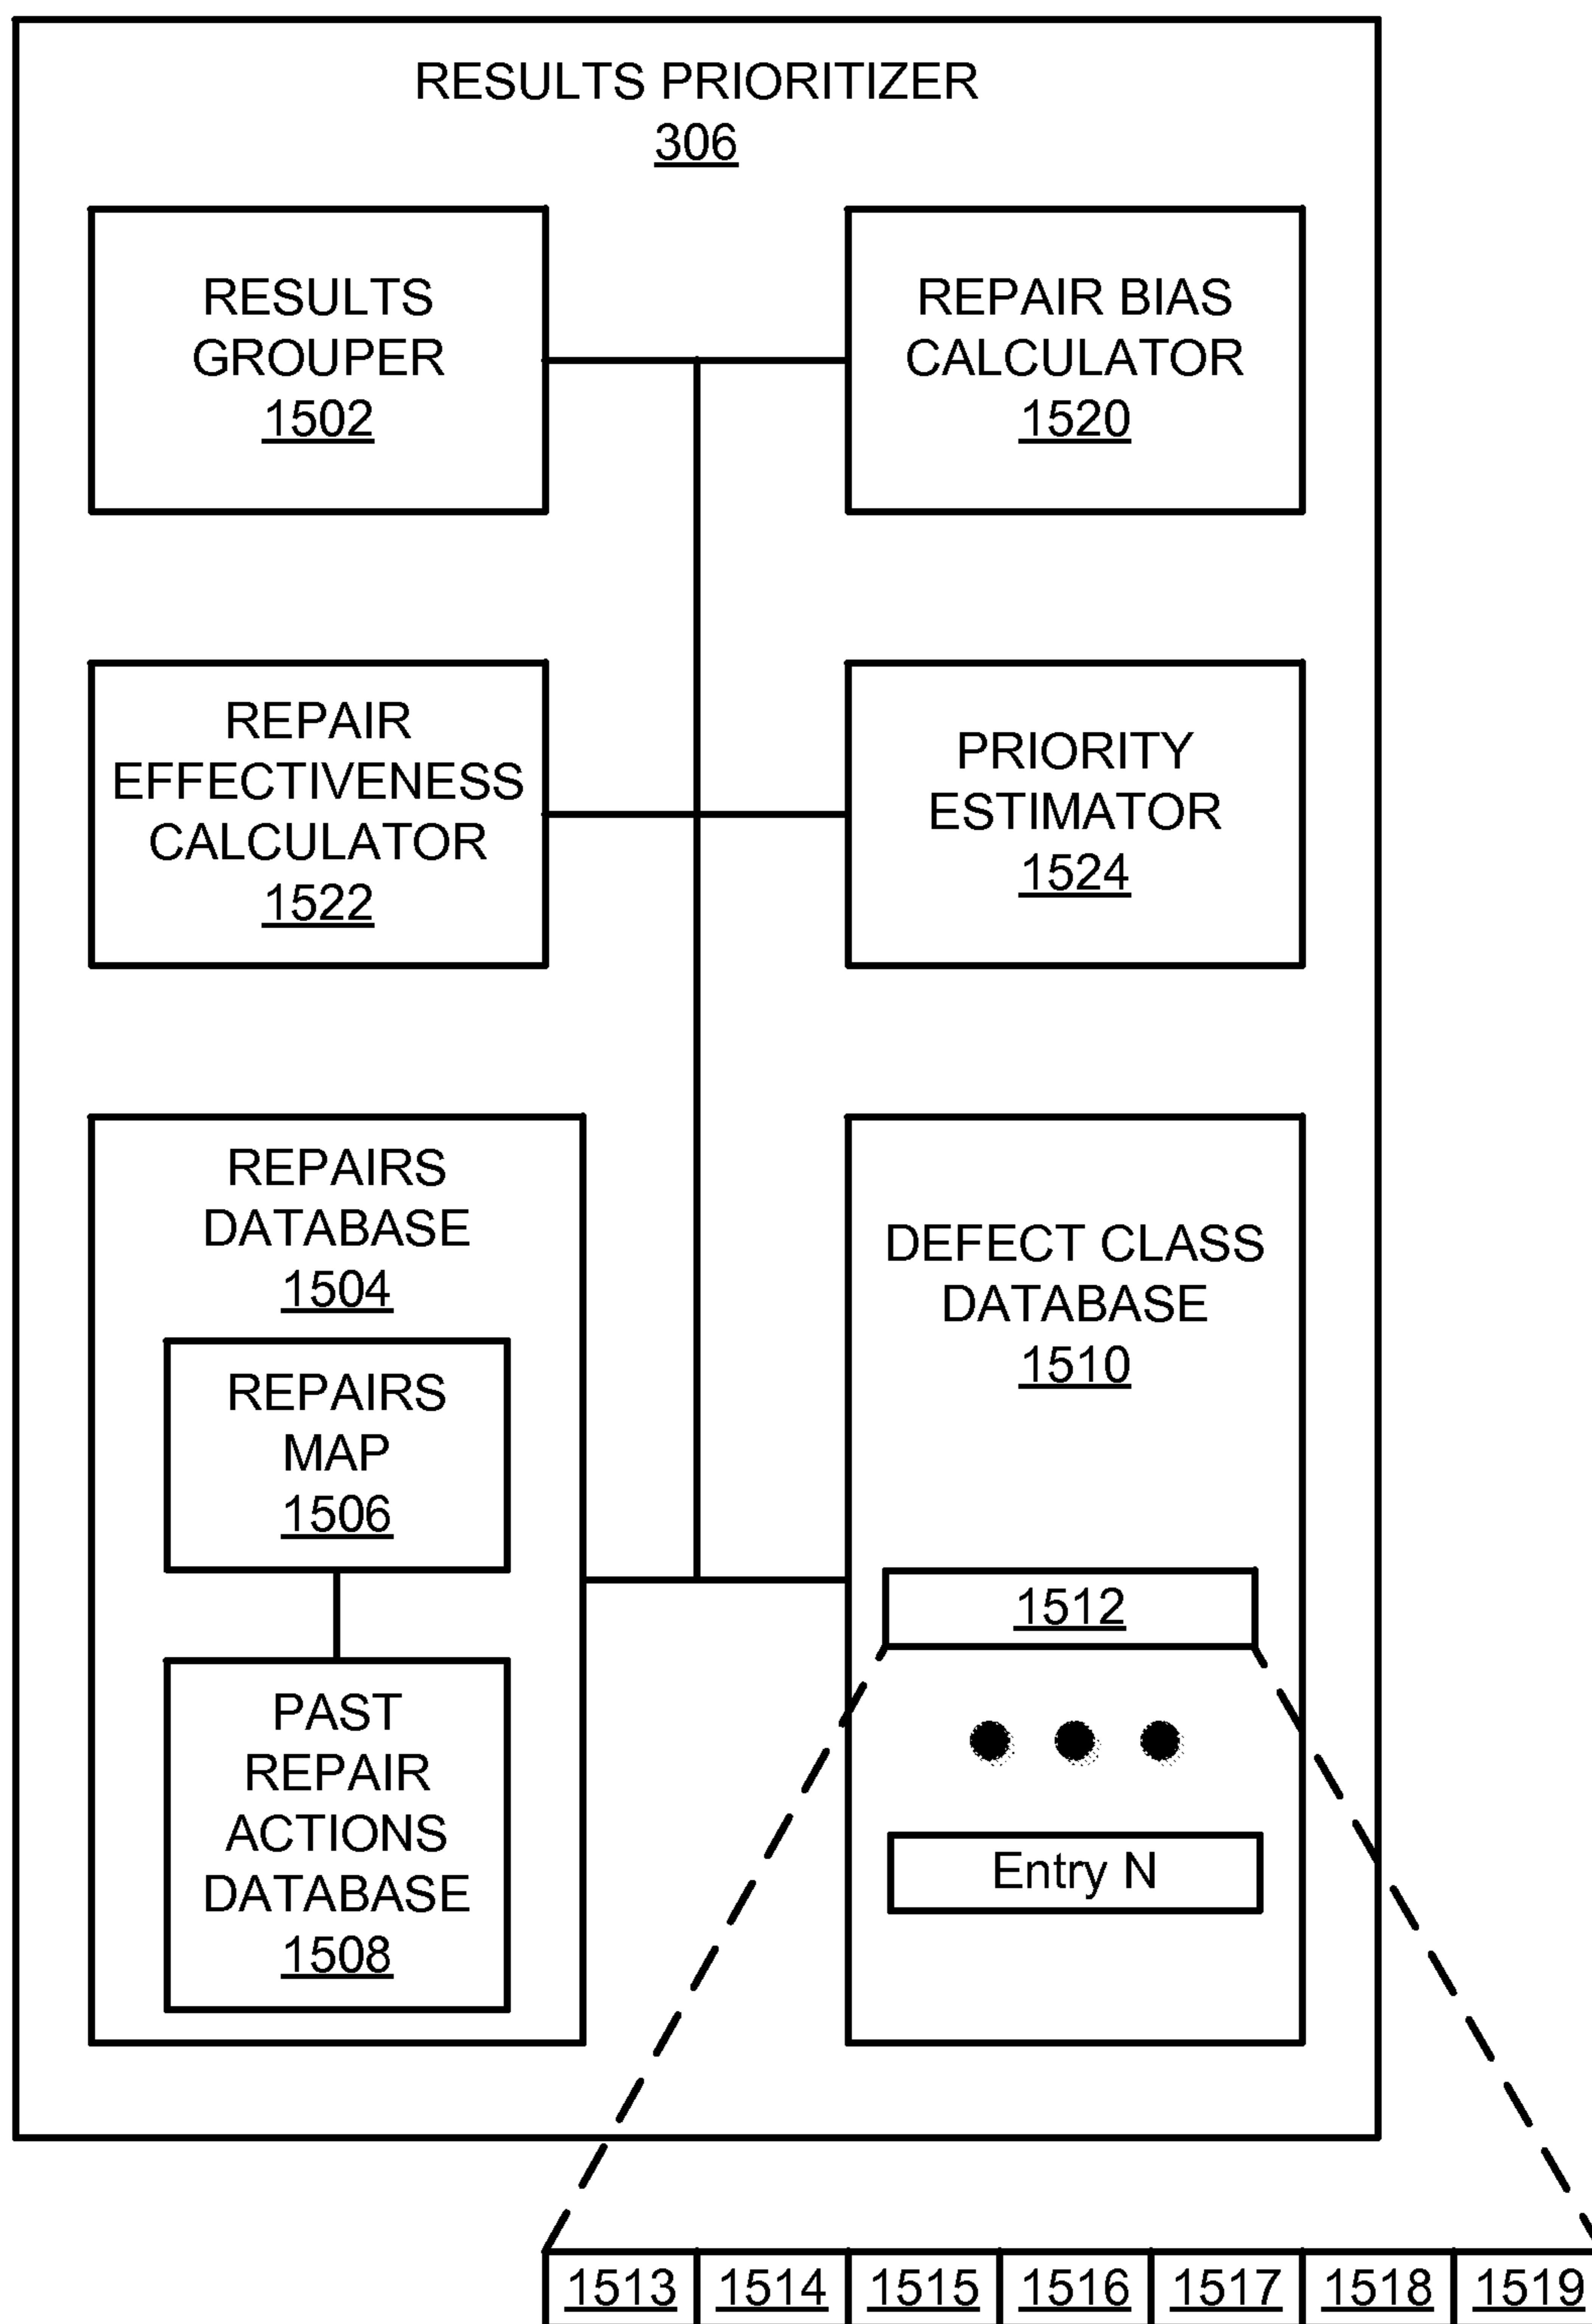 RESULTS PRIORITIZER
306
RESULTS
GROUPER
1502
REPAIR BIAS
CALCULATOR
1520
REPAIR
EFFECTIVENESS
CALCULATOR
1522
PRIORITY
ESTIMATOR
1524
REPAIRS
DATABASE
1504
REPAIRS
MAP
1506
PAST
REPAIR
ACTIONS
DATABASE
1508
DEFECT CLASS
DATABASE
1510
1512
Entry N
1513 1514 1515 1516 1517 1518 1519